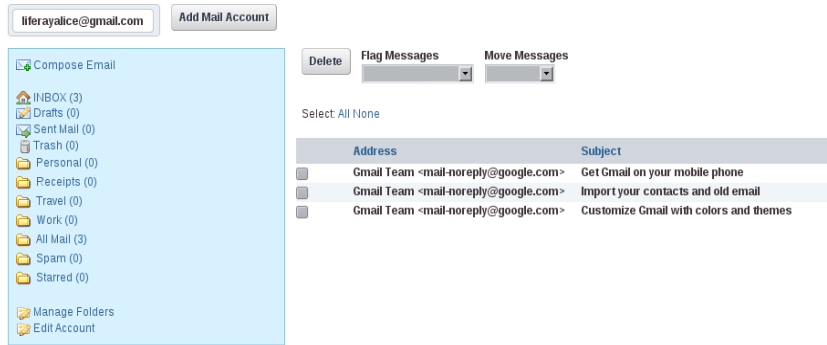 liferayalice@gmail.com Add Mail Account
Compose Email
INBOX (3)
Drafts (0)
Sent Mail (0)
Trash (0)
Personal (0)
Receipts (0)
Travel (0)
Work (0)
All Mail (3)
Spam (0)
Starred (0)
Manage Folders
Edit Account
Delete Flag Messages Move Messages
Select: All None
Address Subject
Gmail Team <mail-noreply@google.com> Get Gmail on your mobile phone
Gmail Team <mail-noreply@google.com> Import your contacts and old email
Gmail Team <mail-noreply@google.com> Customize Gmail with colors and themes